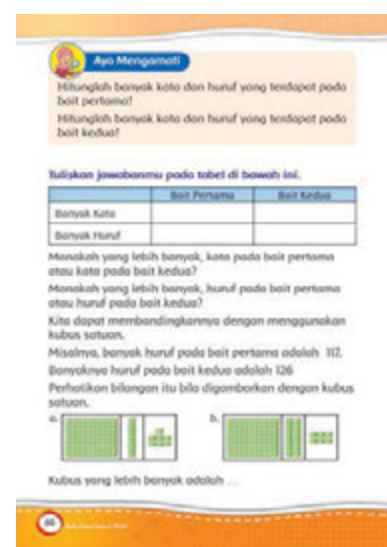 Ayo Mengamati
Hitunglah banyak kata dan huruf yang terdapat pada
bait pertama!
Hitunglah banyak kata dan huruf yang terdapat pada
bait kedua!
Tuliskan jawabanmu pada tabel di bawah ini.
Bait Pertama Bait Kedua
Banyak Kata
Banyak Huruf
Manakah yang lebih banyak, kata pada bait pertama
atau kata pada bait kedua?
Manakah yang lebih banyak, huruf pada bait pertama
atau huruf pada bait kedua?
Kita dapat membandingkannya dengan menggunakan
kubus satuan.
Misalnya, banyak huruf pada bait pertama adalah 117.
Banyaknya huruf pada bait kedua adalah 126
Perhatikan bilangan itu bila digambarkan dengan kubus
satuan.
a. b.
Kubus yang lebih banyak adalah ...